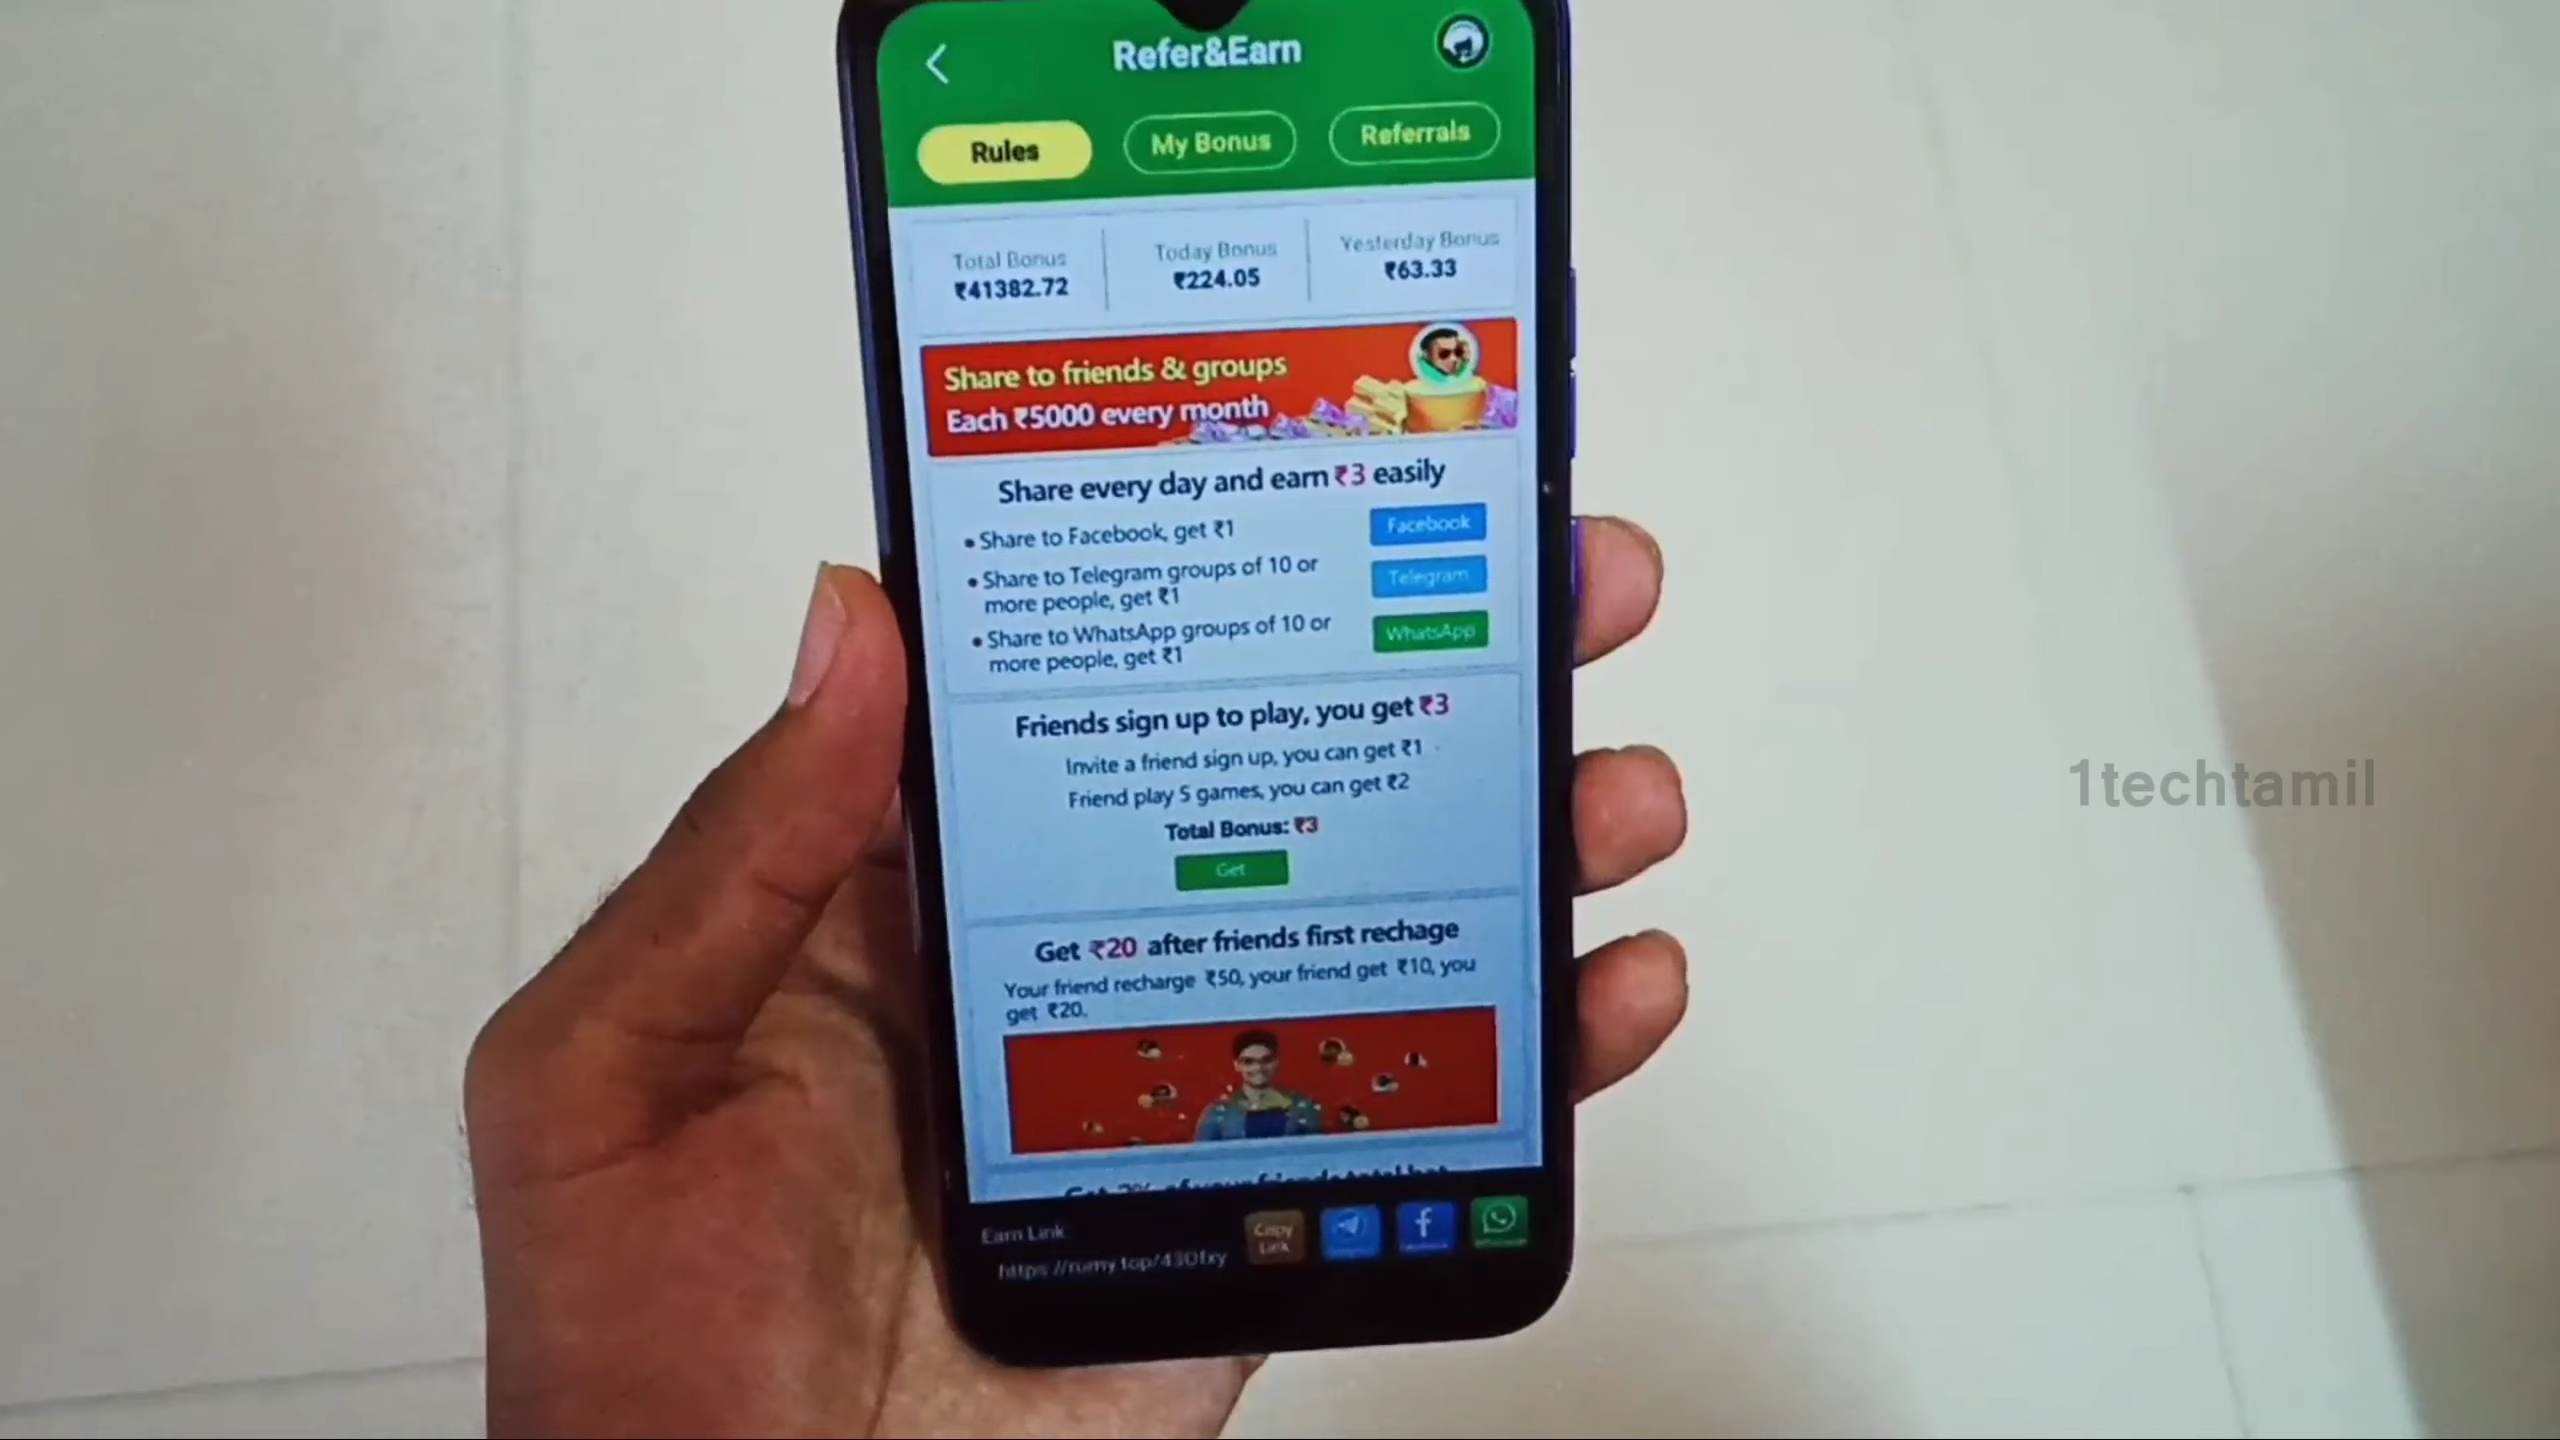 Refer&Earn
Rules
My Bonus
Referrals
Total Bonus
₹41382.72
Today Bonus
₹224.05
Yesterday Bonus
₹63.33
Share to friends & groups
Each ₹5000 every month
Share every day and earn ₹3 easily
• Share to Facebook, get ₹1
Facebook
• Share to Telegram groups of 10 or
more people, get ₹1
Telegram
• Share to WhatsApp groups of 10 or
more people, get ₹1
WhatsApp
Friends sign up to play, you get ₹3
Invite a friend sign up, you can get ₹1
Friend play 5 games, you can get ₹2
Total Bonus: ₹3
Get
Get ₹20 after friends first rechage
Your friend recharge ₹50, your friend get ₹10, you
get ₹20.
Earn Link:
Copy
Link
1techtamil